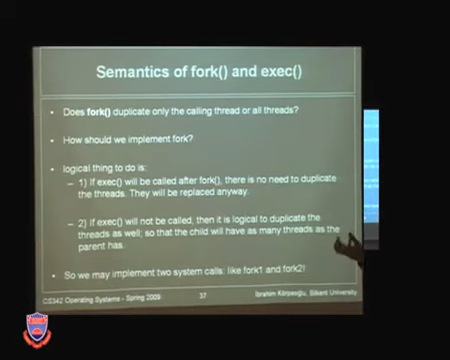 Semantics of fork() and exec()
• Does fork() duplicate only the calling thread or all threads?
• How should we implement fork?
• logical thing to do is:
– 1) If exec() will be called after fork(), there is no need to duplicate
the threads. They will be replaced anyway.
– 2) If exec() will not be called, then it is logical to duplicate the
threads as well; so that the child will have as many threads as the
parent has.
• So we may implement two system calls: like fork1 and fork2!
CS342 Operating Systems - Spring 2009
37
İbrahim Körpeoğlu, Bilkent University